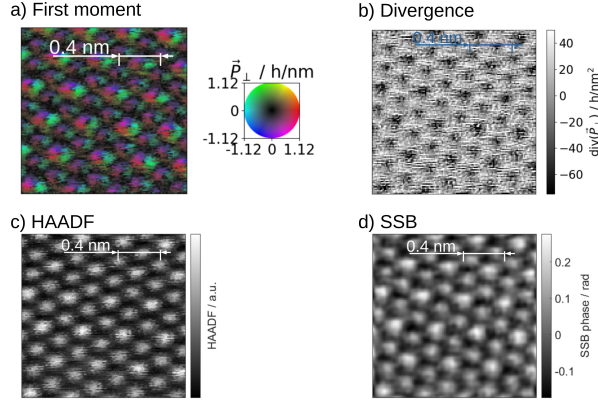 a) First moment
0.4 nm
P⃗⊥ / h/nm
1.12
0
-1.12
-1.12 0 1.12
b) Divergence
0.4 nm
40
20
0
−20
−40
−60
div(P⃗⊥) / h/nm²
c) HAADF
0.4 nm
HAADF / a.u.
d) SSB
0.4 nm
0.2
0.1
0
-0.1
SSB phase / rad